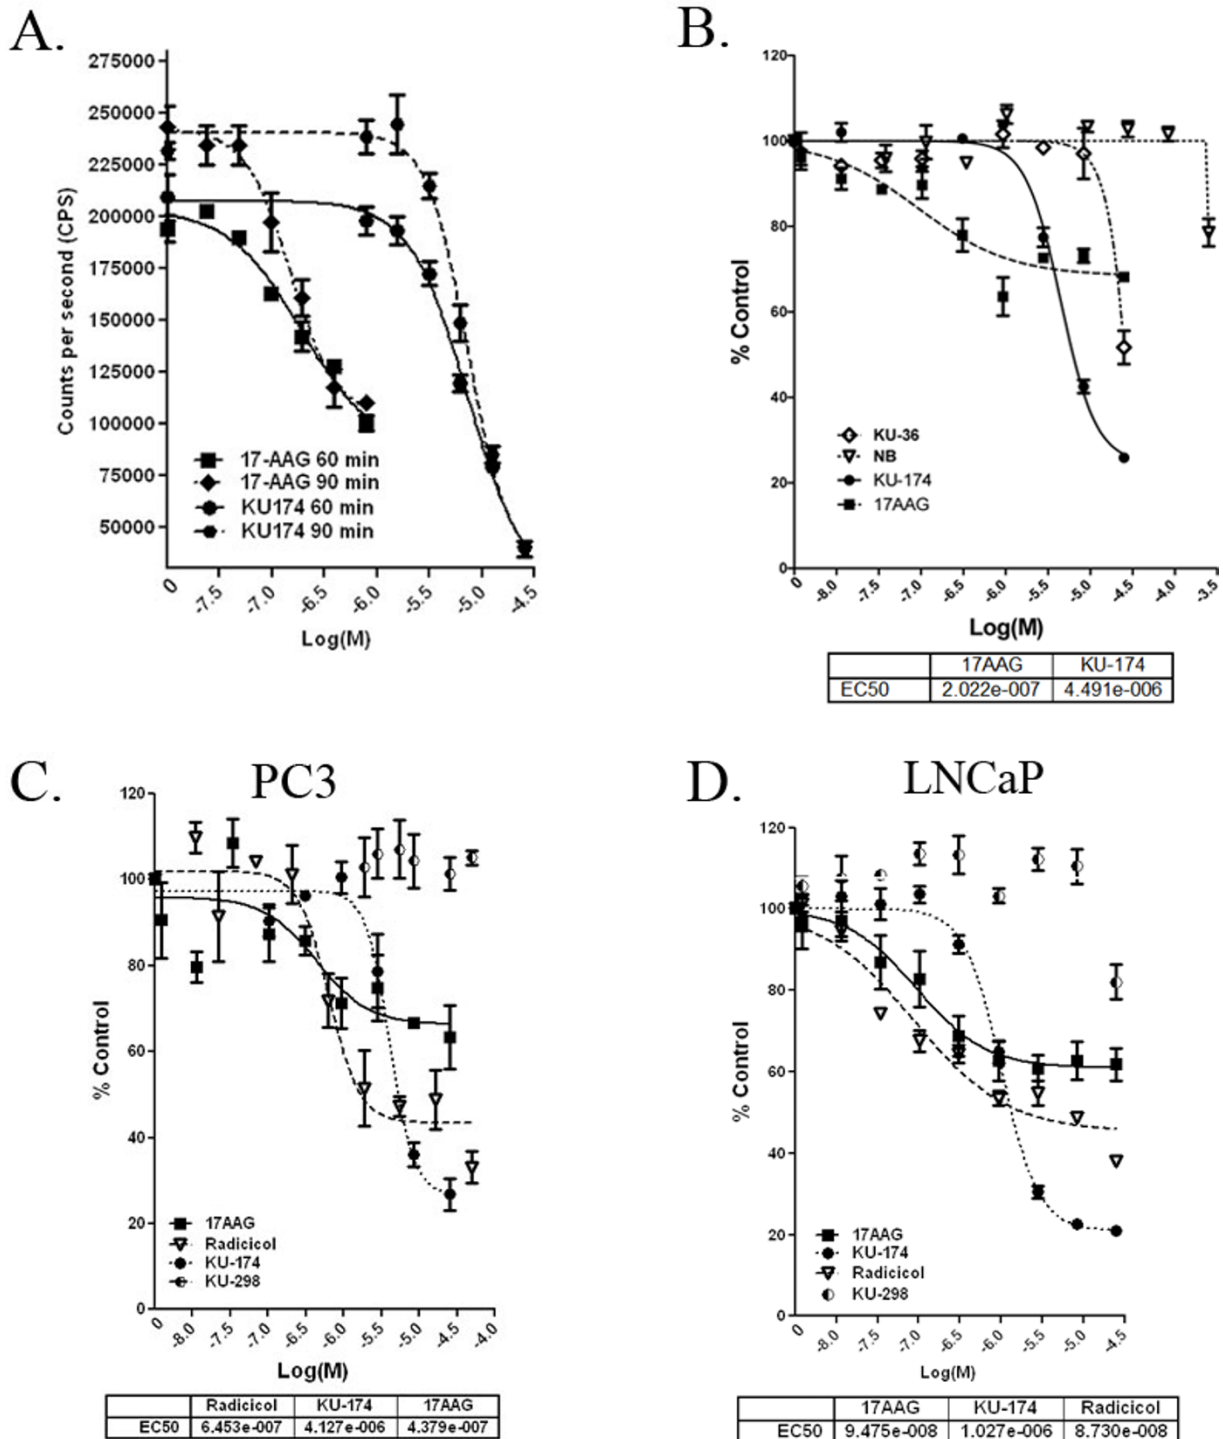 A.
275000
250000
225000
200000
175000
150000
125000
100000
75000
50000
Counts per second (CPS)
17-AAG 60 min
17-AAG 90 min
KU174 60 min
KU174 90 min
0 -7.5 -7.0 -6.5 -6.0 -5.5 -5.0 -4.5
Log(M)
B.
120
100
80
60
40
20
0
% Control
KU-36
NB
KU-174
17AAG
0 -8.0 -7.5 -7.0 -6.5 -6.0 -5.5 -5.0 -4.5 -4.0 -3.5
Log(M)
17AAG KU-174
EC50 2.022e-007 4.491e-006
C. PC3
120
100
80
60
40
20
0
% Control
17AAG
Radicicol
KU-174
KU-298
0 -8.0 -7.5 -7.0 -6.5 -6.0 -5.5 -5.0 -4.5 -4.0
Log(M)
Radicicol KU-174 17AAG
EC50 6.453e-007 4.127e-006 4.379e-007
D. LNCaP
120
100
80
60
40
20
0
% Control
17AAG
KU-174
Radicicol
KU-298
0 -8.0 -7.5 -7.0 -6.5 -6.0 -5.5 -5.0 -4.5
Log(M)
17AAG KU-174 Radicicol
EC50 9.475e-008 1.027e-006 8.730e-008